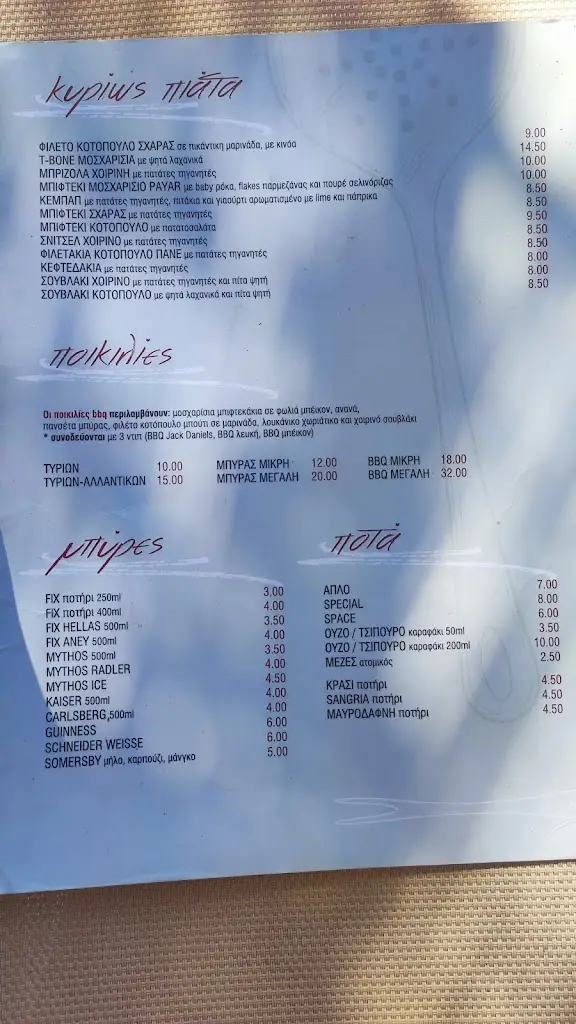 κυρίως πιάτα
ΦΙΛΕΤΟ ΚΟΤΟΠΟΥΛΟ ΣΧΑΡΑΣ σε πικάντικη μαρινάδα, με κινόα 9.00
T-BONE ΜΟΣΧΑΡΙΣΙΑ με ψητά λαχανικά 14.50
ΜΠΡΙΖΟΛΑ ΧΟΙΡΙΝΗ με πατάτες τηγανητές 10.00
ΜΠΙΦΤΕΚΙ ΜΟΣΧΑΡΙΣΙΟ PAYAR με baby ρόκα, flakes παρμεζάνας και πουρέ σελινόριζας 10.00
ΚΕΜΠΑΠ με πατάτες τηγανητές, πιτάκια και γιαούρτι αρωματισμένο με lime και πάπρικα 8.50
ΜΠΙΦΤΕΚΙ ΣΧΑΡΑΣ με πατάτες τηγανητές 8.50
ΜΠΙΦΤΕΚΙ ΚΟΤΟΠΟΥΛΟ με πατατοσαλάτα 9.50
ΣΝΙΤΣΕΛ ΧΟΙΡΙΝΟ με πατάτες τηγανητές 8.50
ΦΙΛΕΤΑΚΙΑ ΚΟΤΟΠΟΥΛΟ ΠΑΝΕ με πατάτες τηγανητές 8.50
ΚΕΦΤΕΔΑΚΙΑ με πατάτες τηγανητές 8.00
ΣΟΥΒΛΑΚΙ ΧΟΙΡΙΝΟ με πατάτες τηγανητές και πίτα ψητή 8.00
ΣΟΥΒΛΑΚΙ ΚΟΤΟΠΟΥΛΟ με ψητά λαχανικά και πίτα ψητή 8.50
ποικιλίες
Οι ποικιλίες bbq περιλαμβάνουν: μοσχαρίσια μπιφτεκάκια σε φωλιά μπέικον, ανανά,
πανσέτα μπύρας, φιλέτο κοτόπουλο μπούτι σε μαρινάδα, λουκάνικο χωριάτικο και χοιρινό σουβλάκι
* συνοδεύονται με 3 ντιπ (BBQ Jack Daniels, BBQ λευκή, BBQ μπέικον)
ΤΥΡΙΩΝ 10.00 ΜΠΥΡΑΣ ΜΙΚΡΗ 12.00 BBQ ΜΙΚΡΗ 18.00
ΤΥΡΙΩΝ-ΑΛΛΑΝΤΙΚΩΝ 15.00 ΜΠΥΡΑΣ ΜΕΓΑΛΗ 20.00 BBQ ΜΕΓΑΛΗ 32.00
μπύρες
FIX ποτήρι 250ml 3.00
FIX ποτήρι 400ml 4.00
FIX HELLAS 500ml 3.50
FIX ΑΝΕΥ 500ml 4.00
MYTHOS 500ml 3.50
MYTHOS RADLER 4.00
MYTHOS ICE 4.50
KAISER 500ml 4.00
CARLSBERG 500ml 4.00
GUINNESS 6.00
SCHNEIDER WEISSE 6.00
SOMERSBY μήλο, καρπούζι, μάνγκο 5.00
ποτά
ΑΠΛΟ 7.00
SPECIAL 8.00
SPACE 6.00
ΟΥΖΟ / ΤΣΙΠΟΥΡΟ καραφάκι 50ml 3.50
ΟΥΖΟ / ΤΣΙΠΟΥΡΟ καραφάκι 200ml 10.00
ΜΕΖΕΣ ατομικός 2.50
ΚΡΑΣΙ ποτήρι 4.50
SANGRIA ποτήρι 4.50
ΜΑΥΡΟΔΑΦΝΗ ποτήρι 4.50